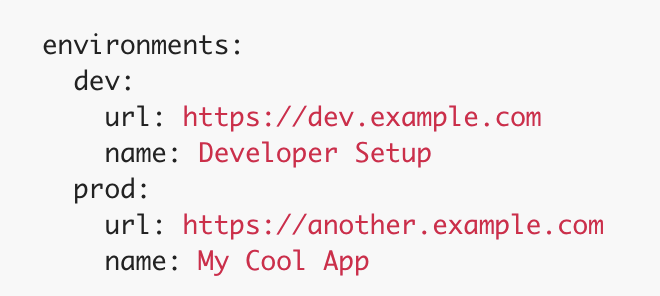 environments:
  dev:
    url: https://dev.example.com
    name: Developer Setup
  prod:
    url: https://another.example.com
    name: My Cool App